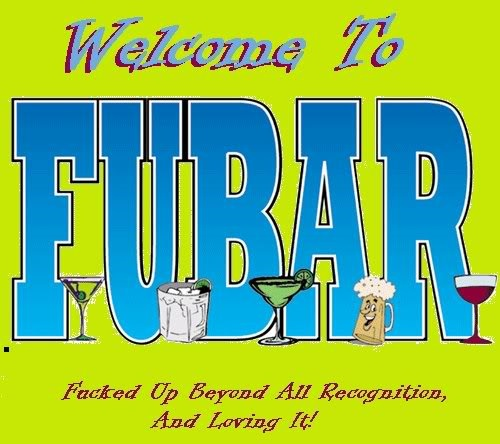 Welcome To
FUBAR
Fucked Up Beyond All Recognition,
And Loving It!